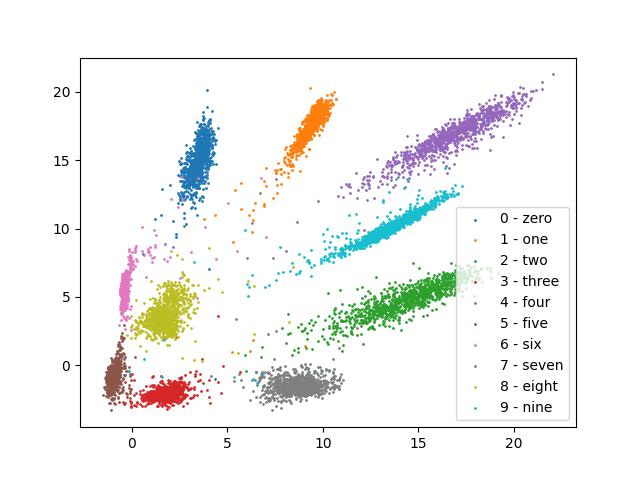 20
15
10
5
0
0 - zero
1 - one
2 - two
3 - three
4 - four
5 - five
6 - six
7 - seven
8 - eight
9 - nine
0 5 10 15 20